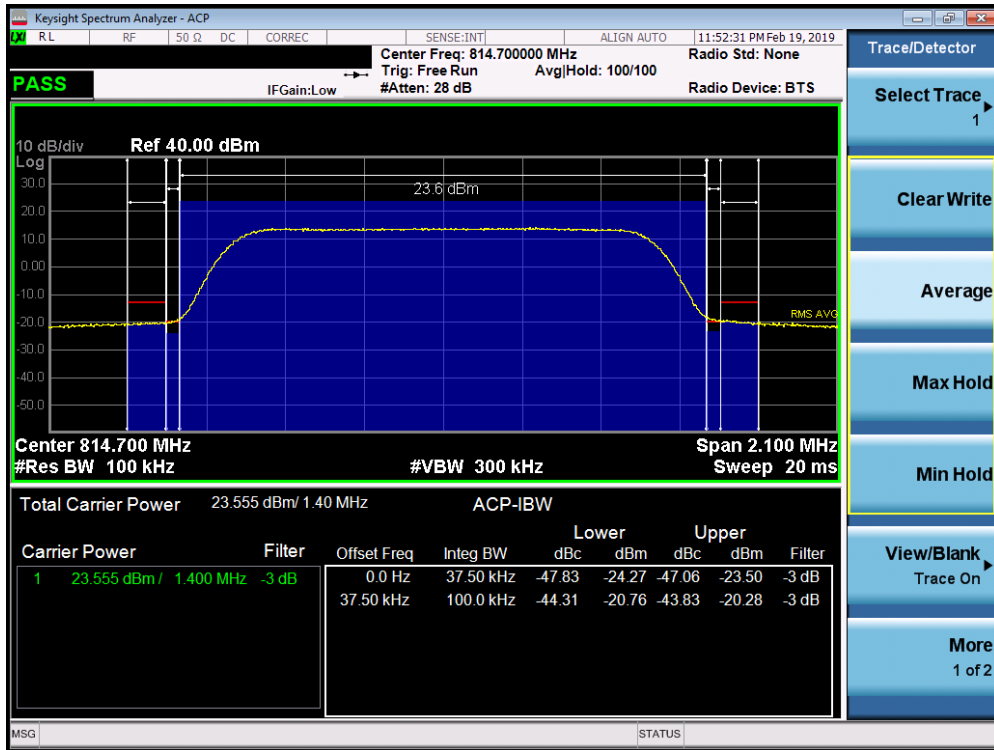 Keysight Spectrum Analyzer - ACP
LXI RL RF 50 Ω DC CORREC SENSE:INT ALIGN AUTO 11:52:31 PM Feb 19, 2019
Center Freq: 814.700000 MHz Radio Std: None
Trig: Free Run Avg|Hold: 100/100
PASS IFGain:Low #Atten: 28 dB Radio Device: BTS
10 dB/div Ref 40.00 dBm
Log
30.0
23.6 dBm
20.0
10.0
0.00
-10.0
RMS AVG
-20.0
-30.0
-40.0
-50.0
Center 814.700 MHz Span 2.100 MHz
#Res BW 100 kHz #VBW 300 kHz Sweep 20 ms
Total Carrier Power 23.555 dBm/ 1.40 MHz ACP-IBW
Lower Upper
Carrier Power Filter Offset Freq Integ BW dBc dBm dBc dBm Filter
1 23.555 dBm / 1.400 MHz -3 dB 0.0 Hz 37.50 kHz -47.83 -24.27 -47.06 -23.50 -3 dB
37.50 kHz 100.0 kHz -44.31 -20.76 -43.83 -20.28 -3 dB
MSG STATUS
Trace/Detector
Select Trace
1
Clear Write
Average
Max Hold
Min Hold
View/Blank
Trace On
More
1 of 2